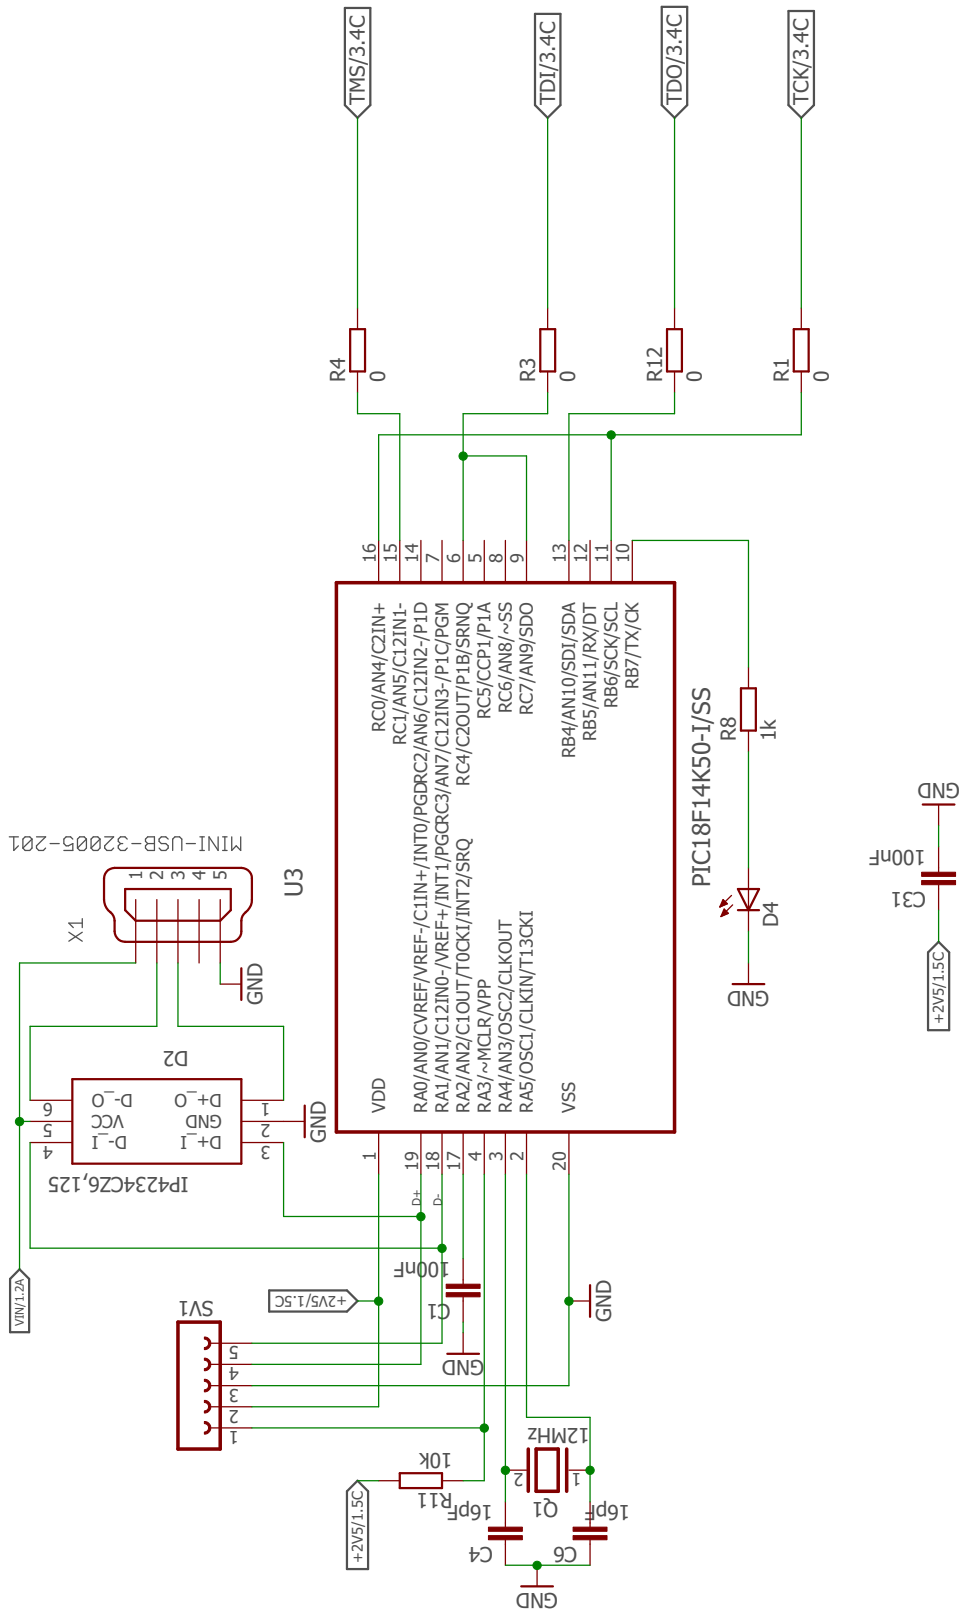 TMS/3.4C
TDI/3.4C
TDO/3.4C
TCK/3.4C
R4
0
R3
0
R12
0
R1
0
16
15
14
7
6
5
8
9
13
12
11
10
RC0/AN4/C2IN+
RC1/AN5/C12IN1-
RC2/AN6/C12IN2-/P1D
RC3/AN7/C12IN3-/P1C/PGM
RC4/C2OUT/P1B/SRNQ
RC5/CCP1/P1A
RC6/AN8/~SS
RC7/AN9/SDO
RB4/AN10/SDI/SDA
RB5/AN11/RX/DT
RB6/SCK/SCL
RB7/TX/CK
VDD
RA0/AN0/CVREF/VREF-/C1IN+/INT0/PGD
RA1/AN1/C12IN0-/VREF+/INT1/PGC
RA2/AN2/C1OUT/T0CKI/INT2/SRQ
RA3/~MCLR/VPP
RA4/AN3/OSC2/CLKOUT
RA5/OSC1/CLKIN/T13CKI
VSS
1
19
18
17
4
3
2
20
U3
PIC18F14K50-I/SS
R8
1k
D4
GND
GND
100nF
C31
+2V5/1.5C
MINI-USB-32005-201
X1
1
2
3
4
5
GND
D2
D-_O
VCC
D-_I
D+_O
GND
D+_I
6
5
4
1
2
3
GND
IP4234CZ6,125
D+
D-
VIN/1.2A
+2V5/1.5C
100nF
C1
GND
GND
SV1
5
4
3
2
1
10k
R11
+2V5/1.5C
12MHz
2
1
Q1
16pF
C4
16pF
C6
GND